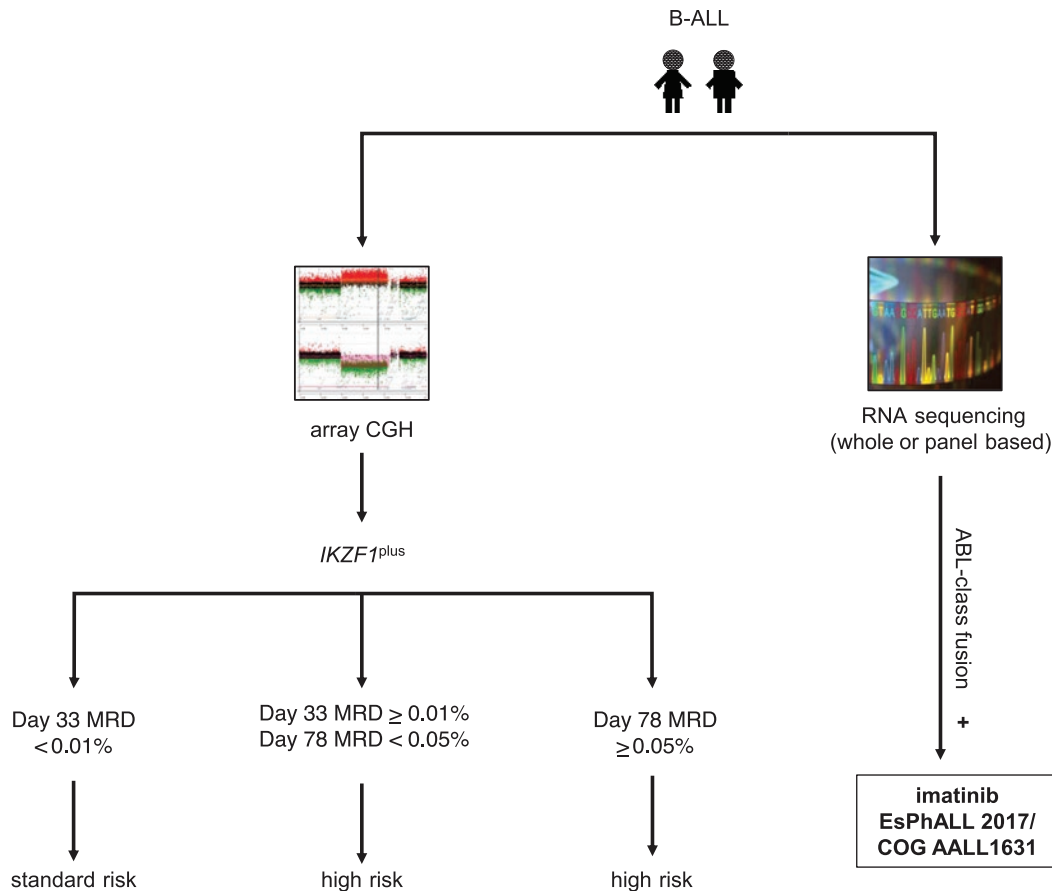 B-ALL
array CGH
RNA sequencing
(whole or panel based)
IKZF1plus
ABL-class fusion
+
Day 33 MRD
<0.01%
Day 33 MRD ≥ 0.01%
Day 78 MRD < 0.05%
Day 78 MRD
≥0.05%
imatinib
EsPhALL 2017/
COG AALL1631
standard risk
high risk
high risk